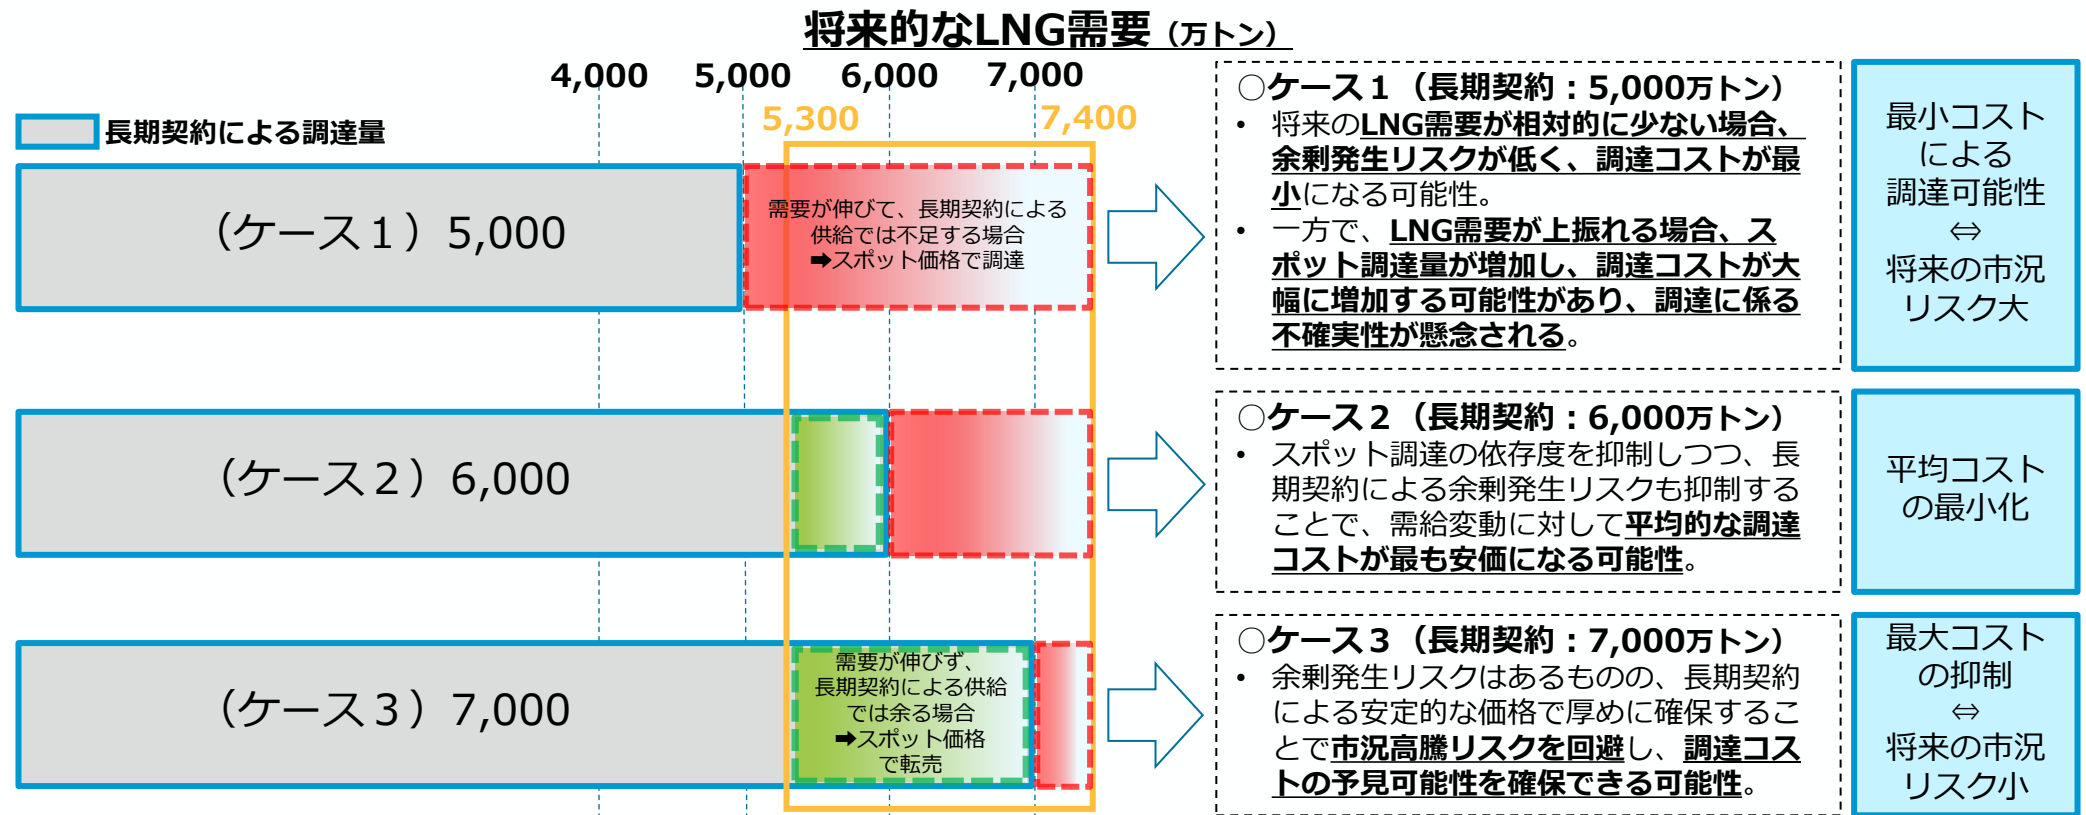 将来的なLNG需要（万トン）
4,000 5,000 6,000 7,000
5,300 7,400
長期契約による調達量
（ケース１）5,000
需要が伸びて、長期契約による
供給では不足する場合
➡スポット価格で調達
○ケース１（長期契約：5,000万トン）
• 将来のLNG需要が相対的に少ない場合、
余剰発生リスクが低く、調達コストが最
小になる可能性。
• 一方で、LNG需要が上振れる場合、ス
ポット調達量が増加し、調達コストが大
幅に増加する可能性があり、調達に係る
不確実性が懸念される。
最小コスト
による
調達可能性
⇔
将来の市況
リスク大
（ケース２）6,000
○ケース２（長期契約：6,000万トン）
• スポット調達の依存度を抑制しつつ、長
期契約による余剰発生リスクも抑制する
ことで、需給変動に対して平均的な調達
コストが最も安価になる可能性。
平均コスト
の最小化
（ケース３）7,000
需要が伸びず、
長期契約による供給
では余る場合
➡スポット価格
で転売
○ケース３（長期契約：7,000万トン）
• 余剰発生リスクはあるものの、長期契約
による安定的な価格で厚めに確保するこ
とで市況高騰リスクを回避し、調達コス
トの予見可能性を確保できる可能性。
最大コスト
の抑制
⇔
将来の市況
リスク小